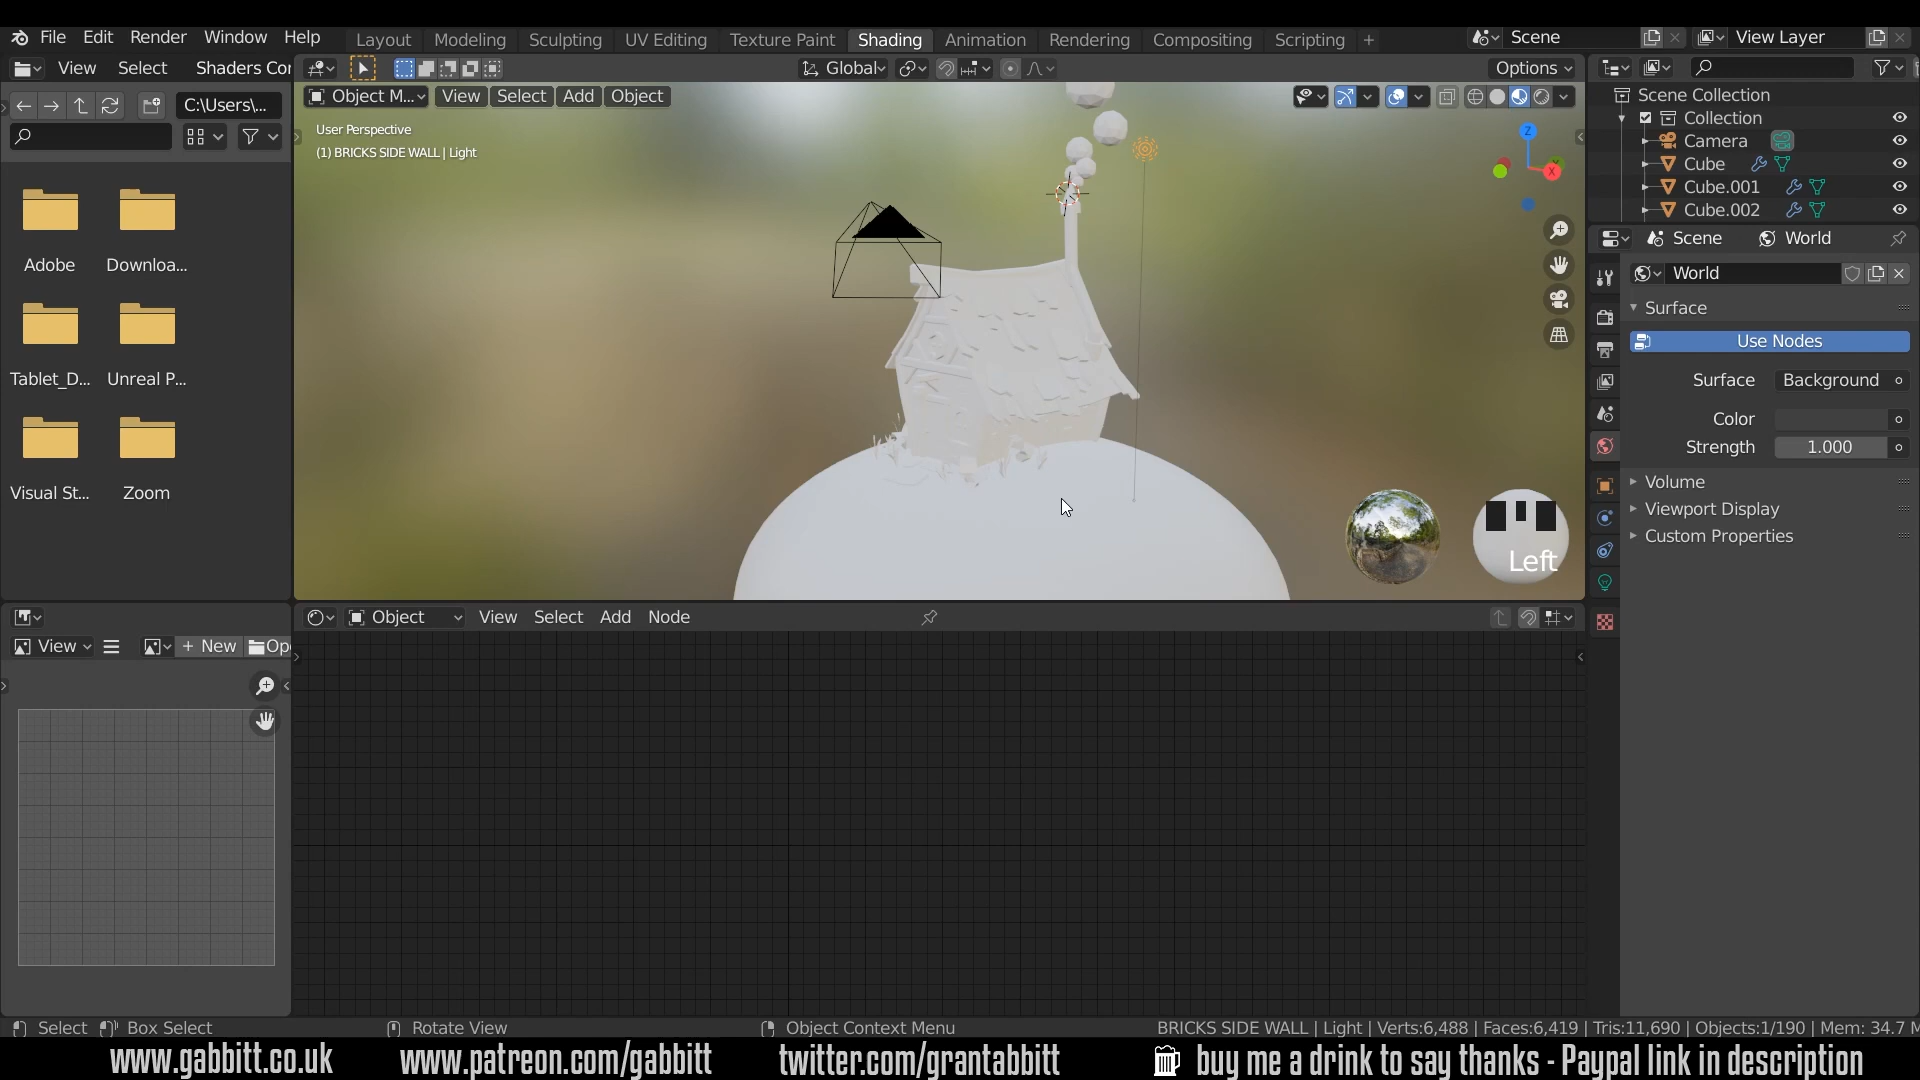 File Edit Render Window Help Layout Modeling Sculpting UV Editing Texture Paint Shading Animation Rendering Compositing Scripting + Scene View Layer
View Select Shaders Co Global Options
C:\Users\... Object M... View Select Add Object
User Perspective
(1) BRICKS SIDE WALL | Light
Z
X
Adobe Downloa...
Tablet_D... Unreal P...
Visual St... Zoom
Left
Scene Collection
Collection
Camera
Cube
Cube.001
Cube.002
Scene World
World
Surface
Use Nodes
Surface Background
Color
Strength 1.000
Volume
Viewport Display
Custom Properties
Object View Select Add Node
View + New Op
Select Box Select Rotate View Object Context Menu BRICKS SIDE WALL | Light | Verts:6,488 | Faces:6,419 | Tris:11,690 | Objects:1/190 | Mem: 34.7 M
www.gabbitt.co.uk www.patreon.com/gabbitt twitter.com/grantabbitt buy me a drink to say thanks - Paypal link in description